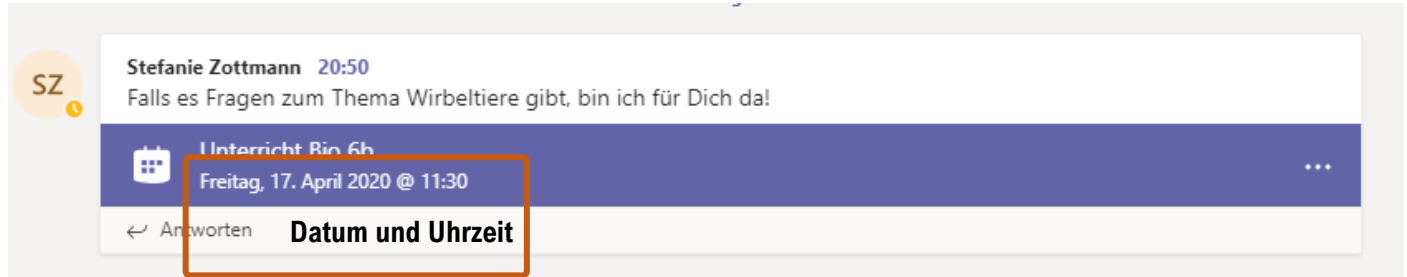 SZ
Stefanie Zottmann 20:50
Falls es Fragen zum Thema Wirbeltiere gibt, bin ich für Dich da!
Unterricht Bio 6b
Freitag, 17. April 2020 @ 11:30
Antworten
Datum und Uhrzeit